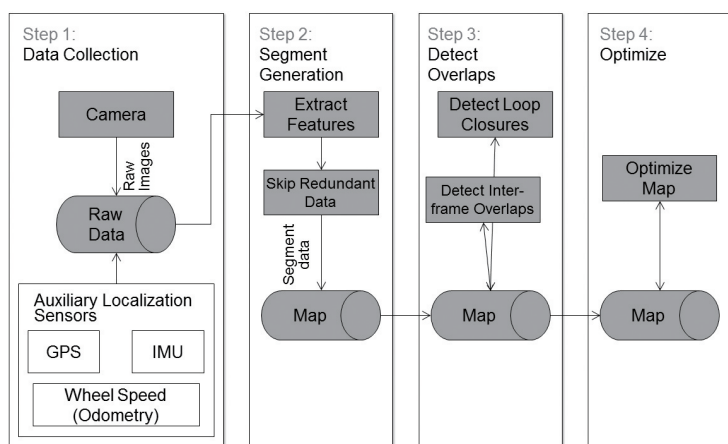 Step 1:
Data Collection
Camera
Raw
Images
Raw
Data
Auxiliary Localization
Sensors
GPS
IMU
Wheel Speed
(Odometry)
Step 2:
Segment
Generation
Extract
Features
Skip Redundant
Data
Segment
data
Map
Step 3:
Detect
Overlaps
Detect Loop
Closures
Detect Inter-
frame Overlaps
Map
Step 4:
Optimize
Optimize
Map
Map